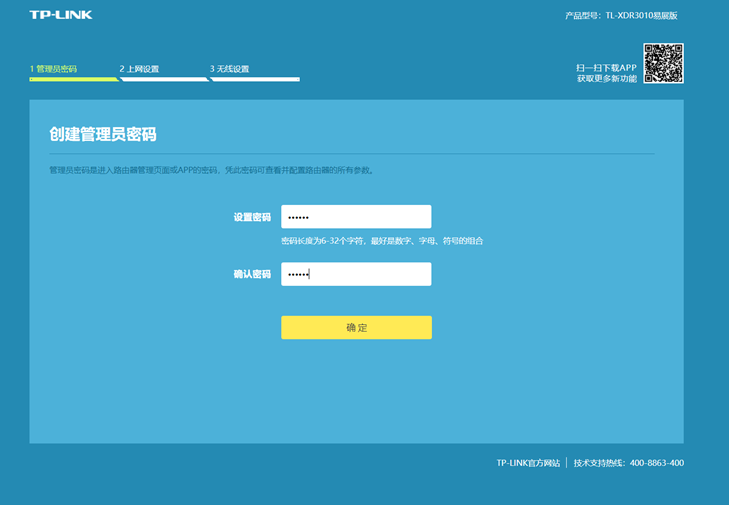 TP-LINK
产品型号：TL-XDR3010易展版
1 管理员密码
2 上网设置
3 无线设置
扫一扫下载APP
获取更多新功能
创建管理员密码
管理员密码是进入路由器管理页面或APP的密码，凭此密码可查看并配置路由器的所有参数。
设置密码 ••••••
密码长度为6-32个字符，最好是数字、字母、符号的组合
确认密码 ••••••
确定
TP-LINK官方网站 | 技术支持热线：400-8863-400